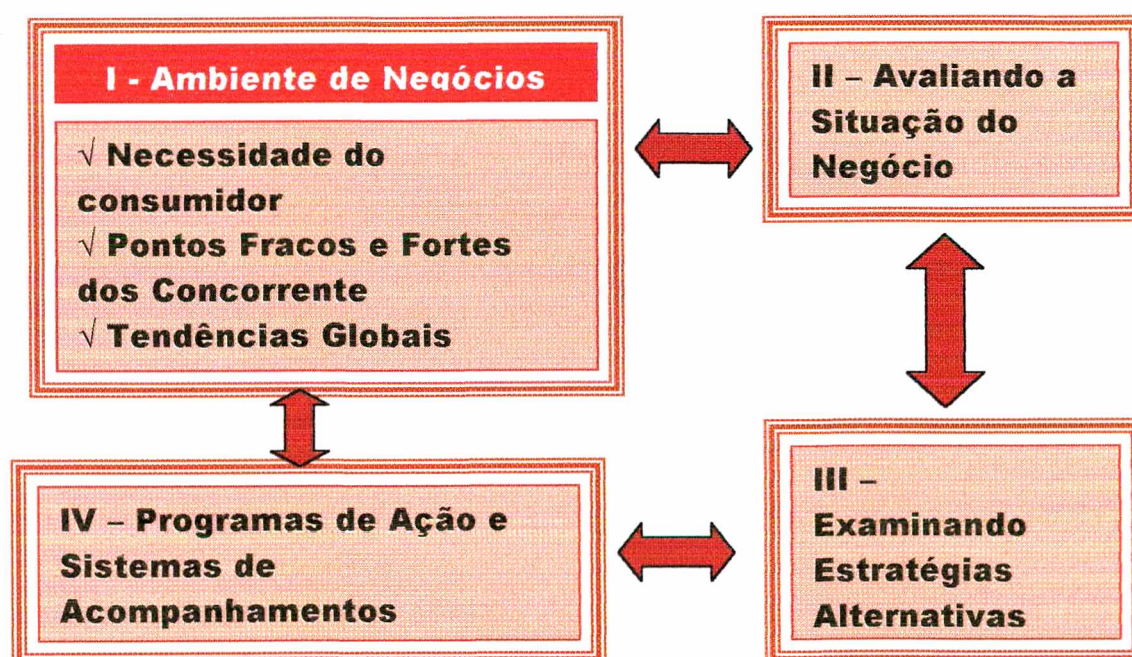 I - Ambiente de Negócios
√ Necessidade do
consumidor
√ Pontos Fracos e Fortes
dos Concorrente
√ Tendências Globais
II – Avaliando a
Situação do
Negócio
III –
Examinando
Estratégias
Alternativas
IV – Programas de Ação e
Sistemas de
Acompanhamentos